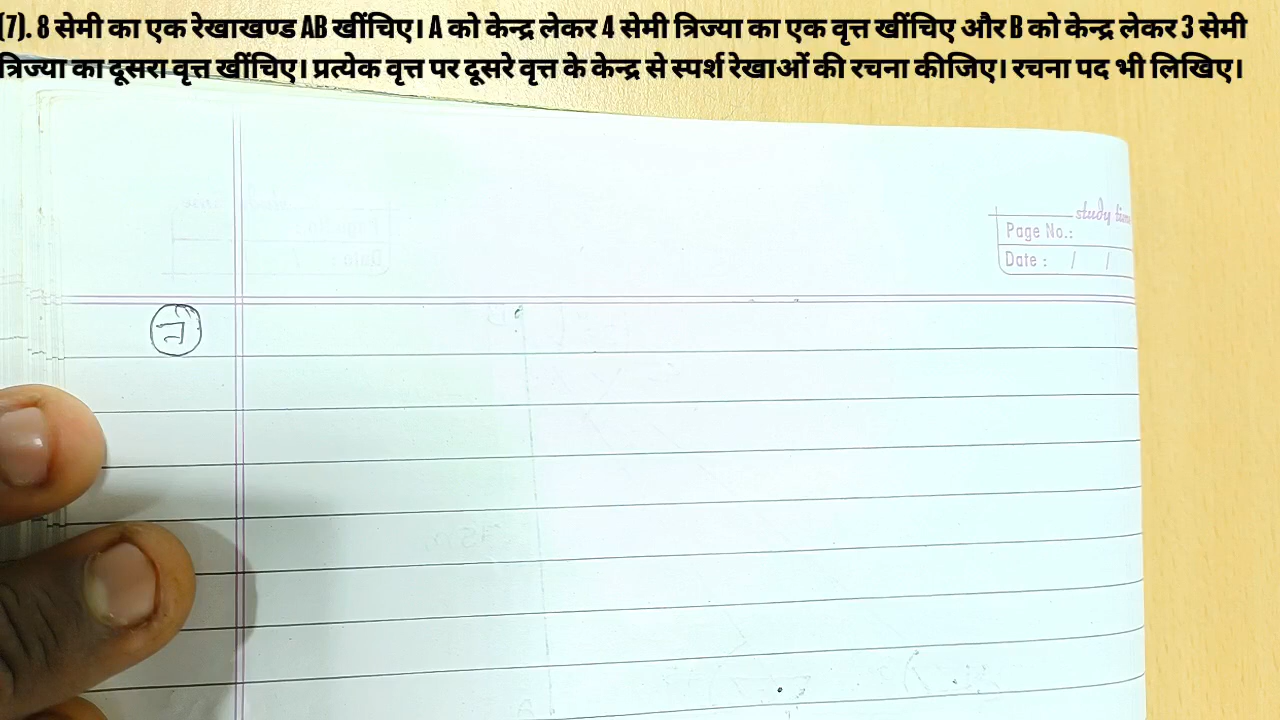 (7). 8 सेमी का एक रेखाखण्ड AB खींचिए। A को केन्द्र लेकर 4 सेमी त्रिज्या का एक वृत्त खींचिए और B को केन्द्र लेकर 3 सेमी
त्रिज्या का दूसरा वृत्त खींचिए। प्रत्येक वृत्त पर दूसरे वृत्त के केन्द्र से स्पर्श रेखाओं की रचना कीजिए। रचना पद भी लिखिए।
study time
Page No.:
Date : / /